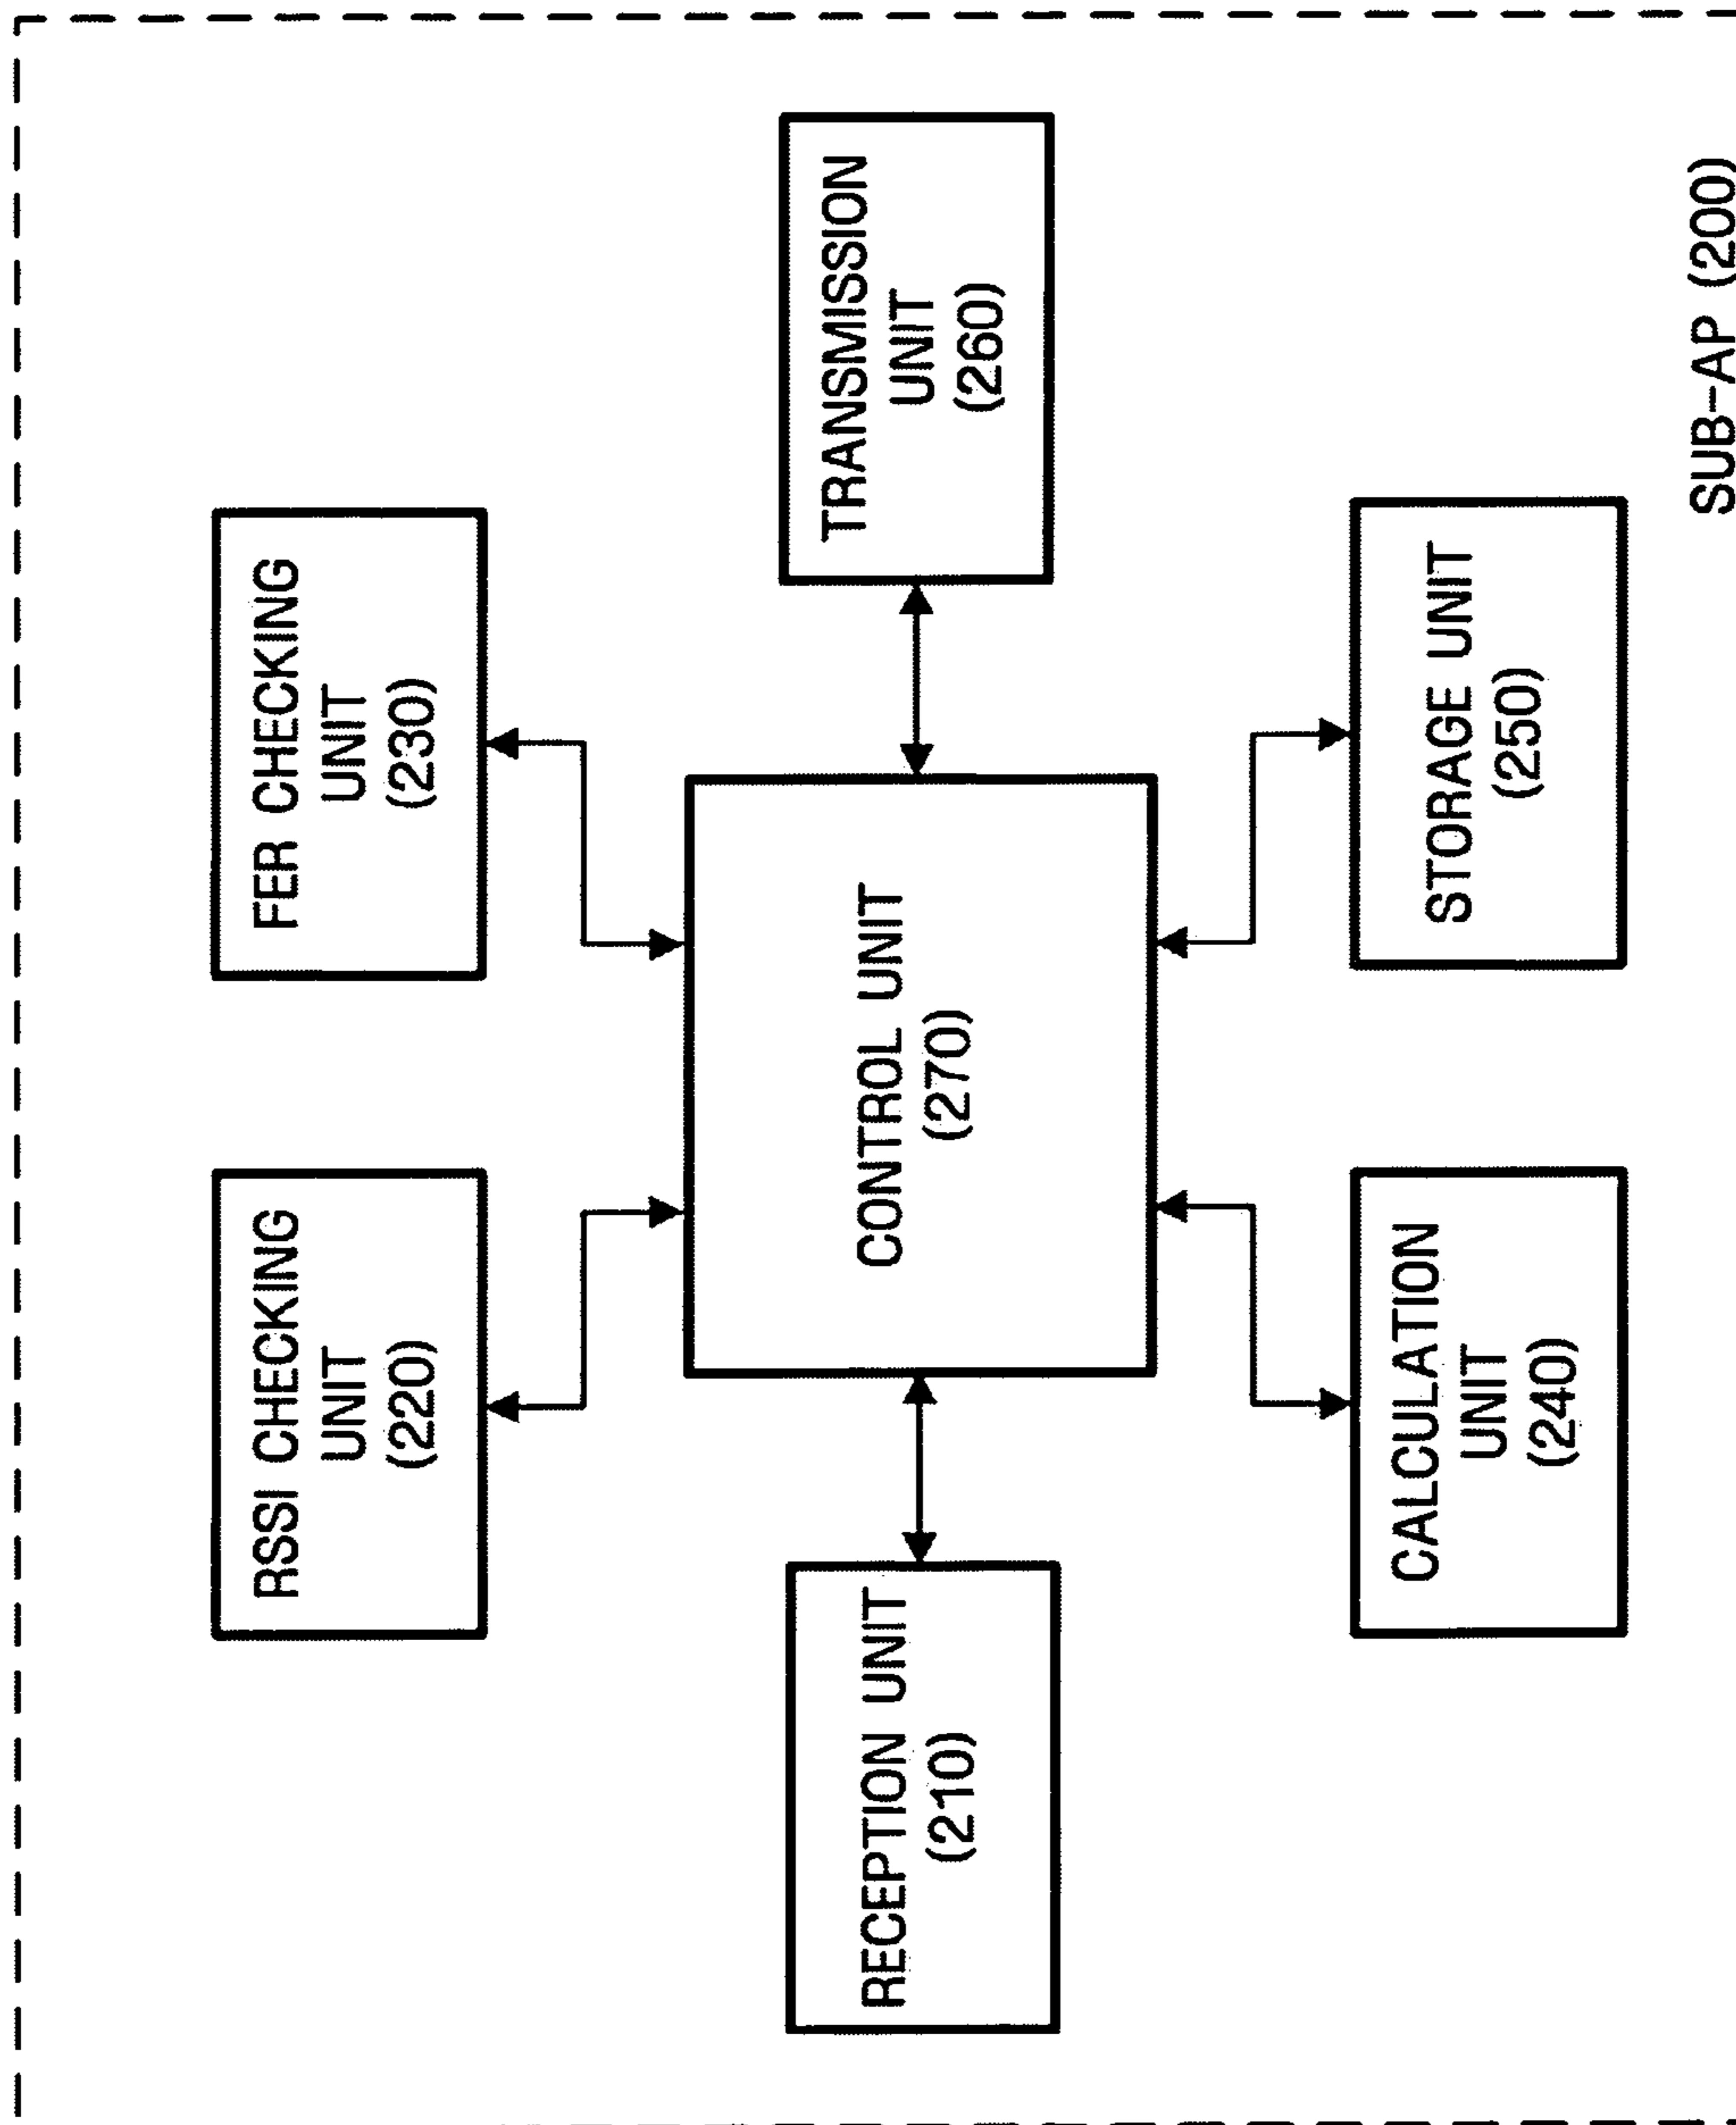 RSSI CHECKING
UNIT
(220)
FER CHECKING
UNIT
(230)
RECEPTION UNIT
(210)
CONTROL UNIT
(270)
TRANSMISSION
UNIT
(260)
CALCULATION
UNIT
(240)
STORAGE UNIT
(250)
SUB-AP (200)